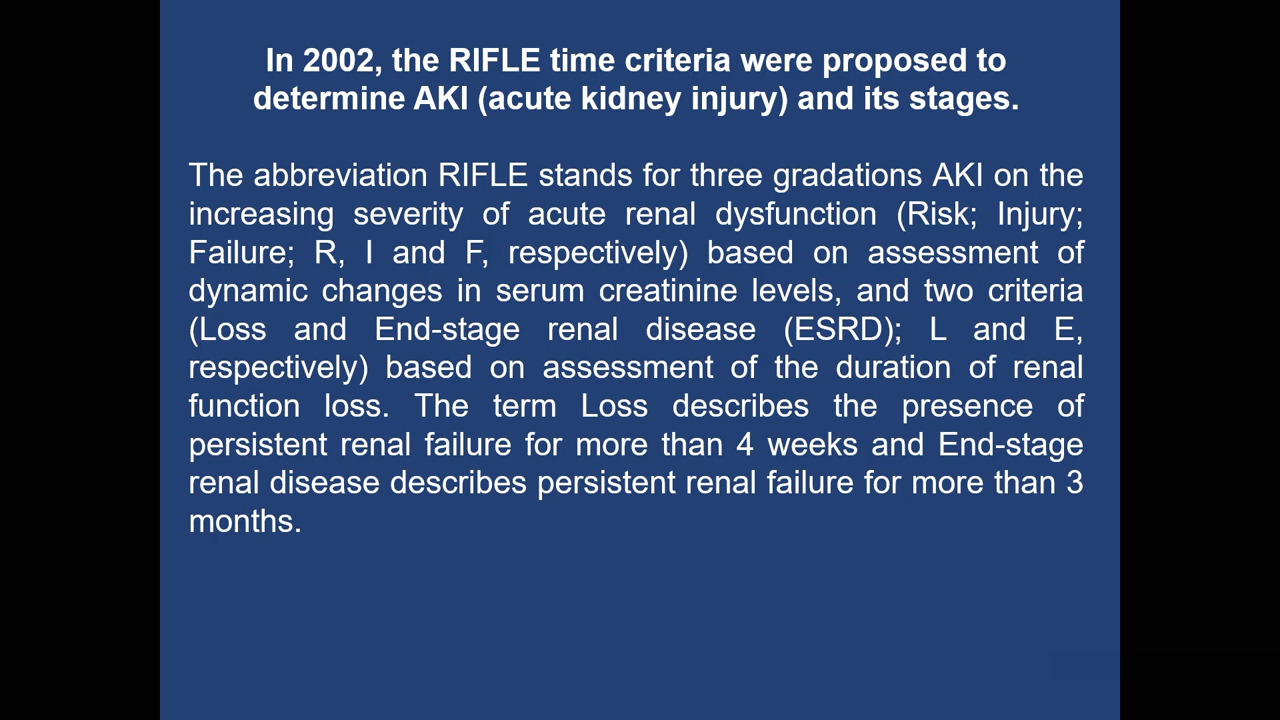 In 2002, the RIFLE time criteria were proposed to
determine AKI (acute kidney injury) and its stages.
The abbreviation RIFLE stands for three gradations AKI on the
increasing severity of acute renal dysfunction (Risk; Injury;
Failure; R, I and F, respectively) based on assessment of
dynamic changes in serum creatinine levels, and two criteria
(Loss and End-stage renal disease (ESRD); L and E,
respectively) based on assessment of the duration of renal
function loss. The term Loss describes the presence of
persistent renal failure for more than 4 weeks and End-stage
renal disease describes persistent renal failure for more than 3
months.